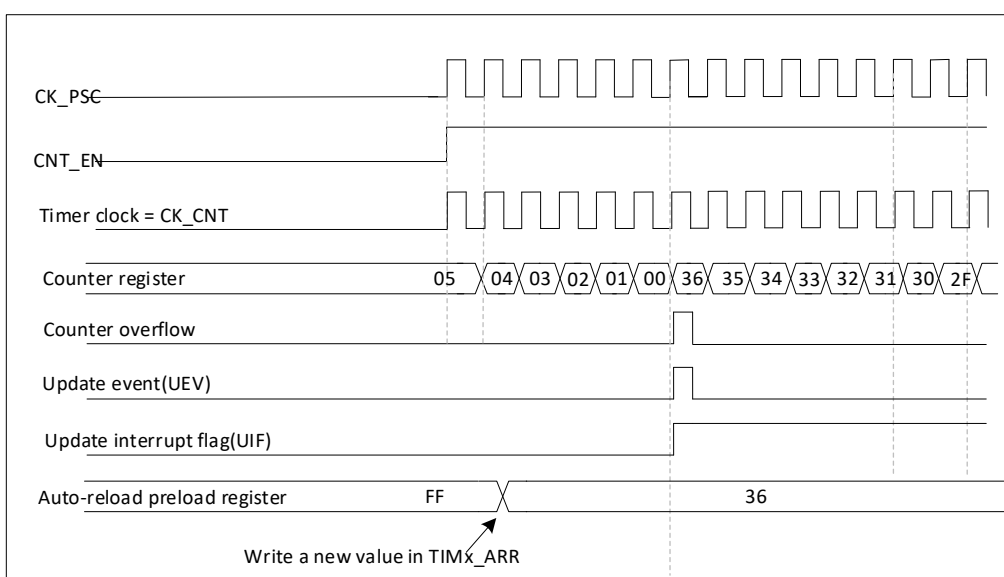 CK_PSC
CNT_EN
Timer clock = CK_CNT
Counter register 05 04 03 02 01 00 36 35 34 33 32 31 30 2F
Counter overflow
Update event(UEV)
Update interrupt flag(UIF)
Auto-reload preload register FF 36
Write a new value in TIMx_ARR